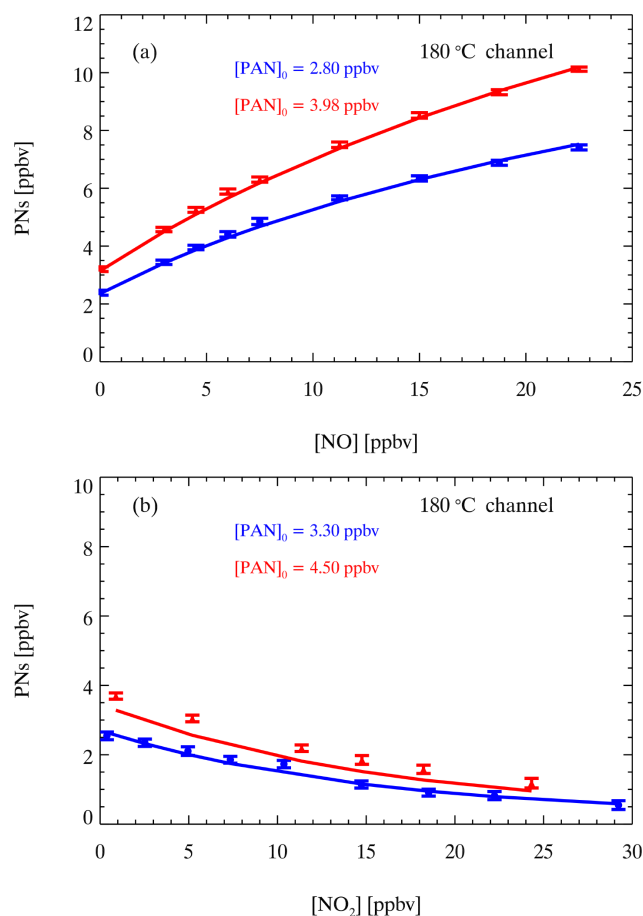 (a)
180 °C channel
[PAN]₀ = 2.80 ppbv
[PAN]₀ = 3.98 ppbv
PNs [ppbv]
12
10
8
6
4
2
0
0 5 10 15 20 25
[NO] [ppbv]
(b)
180 °C channel
[PAN]₀ = 3.30 ppbv
[PAN]₀ = 4.50 ppbv
PNs [ppbv]
10
8
6
4
2
0
0 5 10 15 20 25 30
[NO₂] [ppbv]